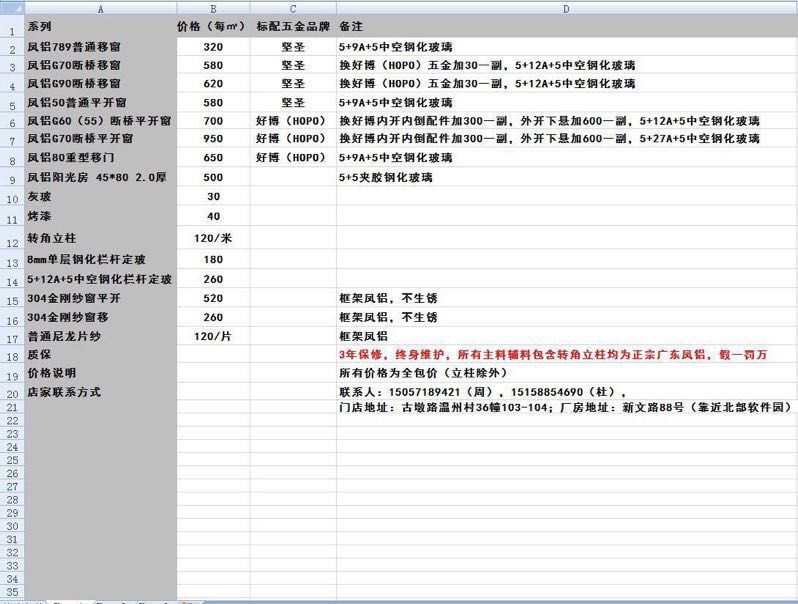 A B C D
1 系列 价格（每㎡） 标配五金品牌 备注
2 凤铝789普通移窗 320 坚圣 5+9A+5中空钢化玻璃
3 凤铝G70断桥移窗 580 坚圣 换好博（HOPO）五金加30一副，5+12A+5中空钢化玻璃
4 凤铝G90断桥移窗 620 坚圣 换好博（HOPO）五金加30一副，5+12A+5中空钢化玻璃
5 凤铝50普通平开窗 580 坚圣 5+9A+5中空钢化玻璃
6 凤铝G60（55）断桥平开窗 700 好博（HOPO） 换好博内开内倒配件加300一副，外开下悬加600一副，5+12A+5中空钢化玻璃
7 凤铝G70断桥平开窗 950 好博（HOPO） 换好博内开内倒配件加300一副，外开下悬加600一副，5+27A+5中空钢化玻璃
8 凤铝80重型移门 650 好博（HOPO） 5+9A+5中空钢化玻璃
9 凤铝阳光房 45*80 2.0厚 500 5+5夹胶钢化玻璃
10 灰玻 30
11 烤漆 40
12 转角立柱 120/米
13 8mm单层钢化栏杆定玻 180
14 5+12A+5中空钢化栏杆定玻 260
15 304金刚纱窗平开 520 框架凤铝，不生锈
16 304金刚纱窗移 260 框架凤铝，不生锈
17 普通尼龙片纱 120/片 框架凤铝
18 质保 3年保修，终身维护，所有主料辅料包含转角立柱均为正宗广东凤铝，假一罚万
19 价格说明 所有价格为全包价（立柱除外）
20 店家联系方式 联系人：15057189421（周），15158854690（柱），
21 门店地址：古墩路温州村36幢103-104；厂房地址：新文路88号（靠近北部软件园）
22
23
24
25
26
27
28
29
30
31
32
33
34
35